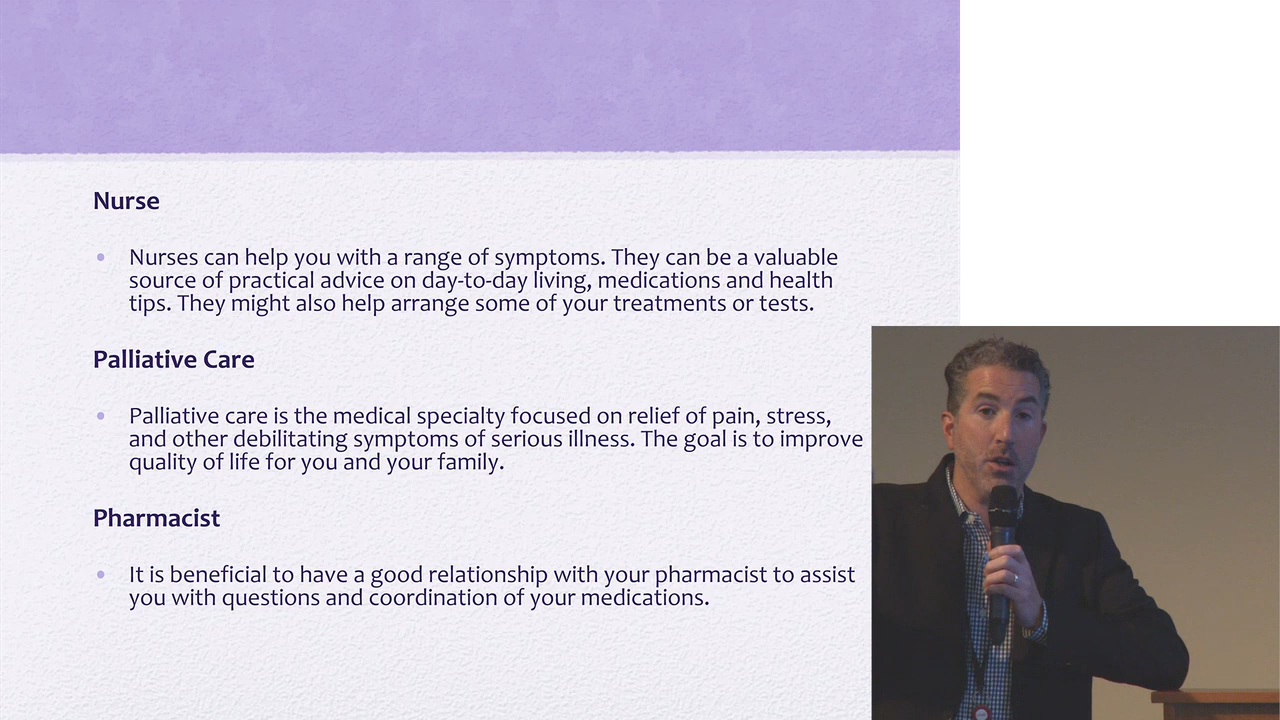 Nurse
• Nurses can help you with a range of symptoms. They can be a valuable
source of practical advice on day-to-day living, medications and health
tips. They might also help arrange some of your treatments or tests.
Palliative Care
• Palliative care is the medical specialty focused on relief of pain, stress,
and other debilitating symptoms of serious illness. The goal is to improve
quality of life for you and your family.
Pharmacist
• It is beneficial to have a good relationship with your pharmacist to assist
you with questions and coordination of your medications.